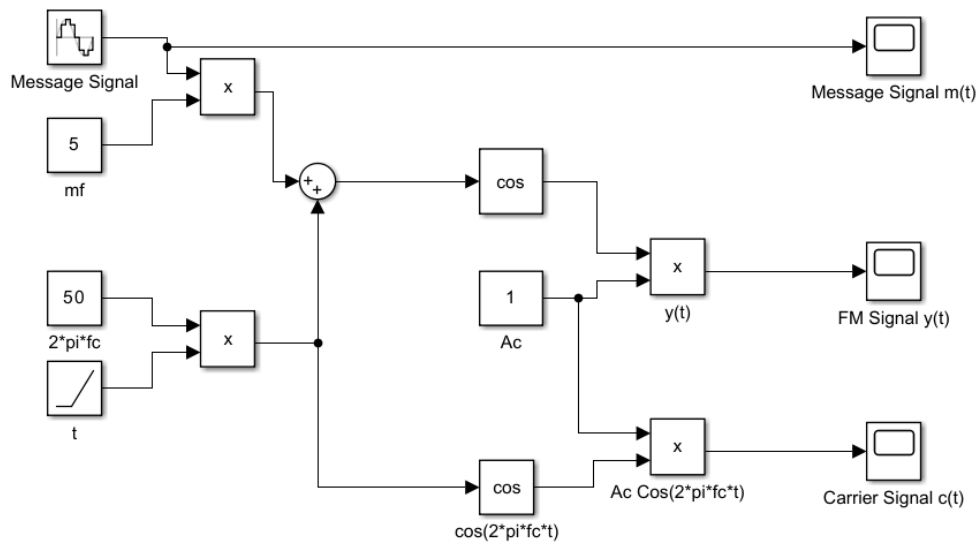 Message Signal
x
Message Signal m(t)
5
mf
+
+
cos
50
2*pi*fc
x
t
1
Ac
x
y(t)
FM Signal y(t)
cos
cos(2*pi*fc*t)
x
Ac Cos(2*pi*fc*t)
Carrier Signal c(t)